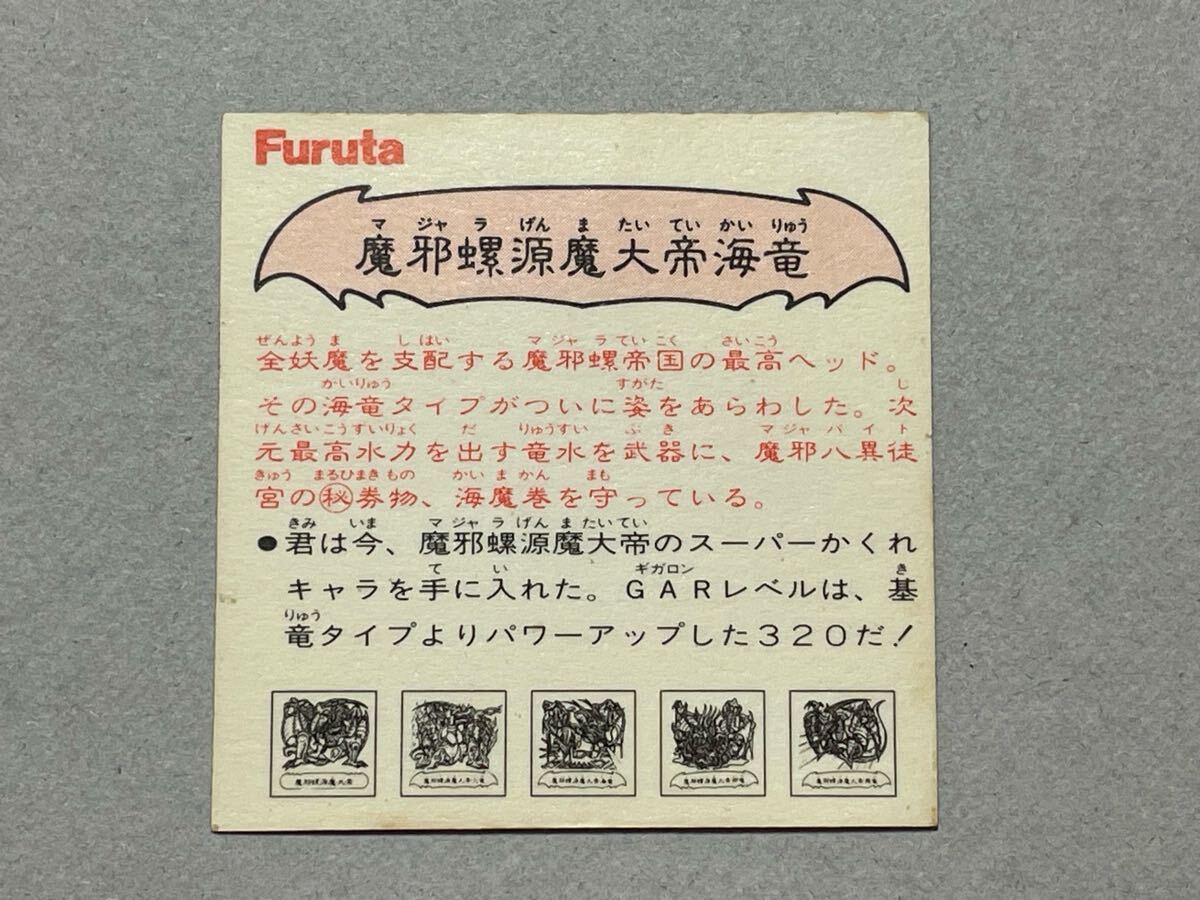 Furuta
マ ジャ ラ げん ま たい てい かい りゅう
魔邪螺源魔大帝海竜
ぜんよう ま し はい マ ジャ ラ てい こく さいこう
全妖魔を支配する魔邪螺帝国の最高ヘッド。
かいりゅう すがた し
その海竜タイプがついに姿をあらわした。次
げんさいこうすいりょく だ りゅうすい ぶ き マ ジャ バ イ ト
元最高水力を出す竜水を武器に、魔邪八異徒
きゅう まるひまき もの かい ま かん まも
宮の㊙券物、海魔巻を守っている。
きみ いま マ ジャ ラ げん ま たい てい
●君は今、魔邪螺源魔大帝のスーパーかくれ
て い ギガロン き
キャラを手に入れた。GARレベルは、基
りゅう
竜タイプよりパワーアップした320だ！
魔邪螺源魔大帝